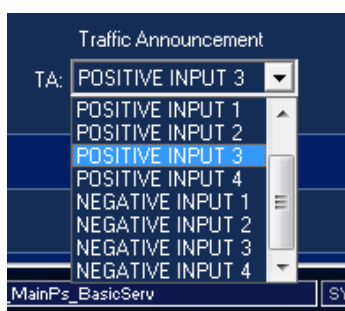 Traffic Announcement
TA: POSITIVE INPUT 3
POSITIVE INPUT 1
POSITIVE INPUT 2
POSITIVE INPUT 3
POSITIVE INPUT 4
NEGATIVE INPUT 1
NEGATIVE INPUT 2
NEGATIVE INPUT 3
NEGATIVE INPUT 4
_MainPs_BasicServ